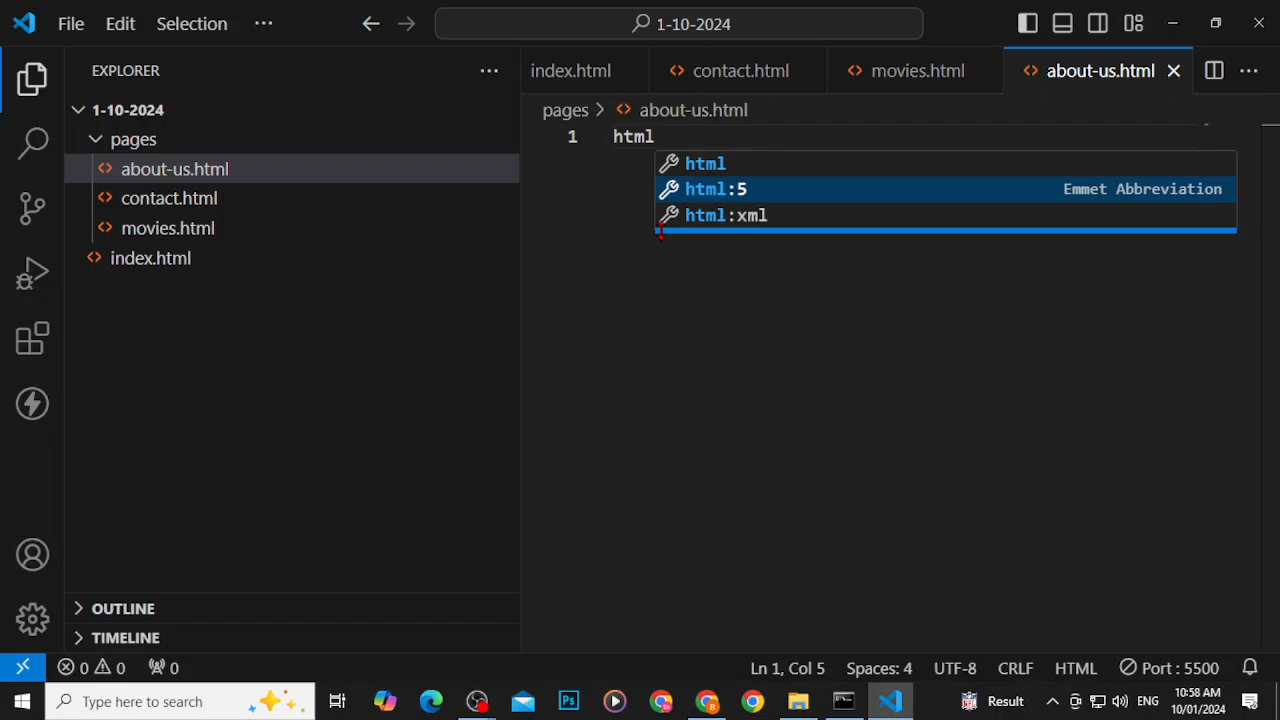 File Edit Selection ··· 1-10-2024
EXPLORER ···
index.html contact.html movies.html about-us.html
1-10-2024
pages
about-us.html
contact.html
movies.html
index.html
pages > about-us.html
1 html
html
html:5 Emmet Abbreviation
html:xml
OUTLINE
TIMELINE
0 0 0 Ln 1, Col 5 Spaces: 4 UTF-8 CRLF HTML Port : 5500
Type here to search Ps Result ENG 10:58 AM
10/01/2024